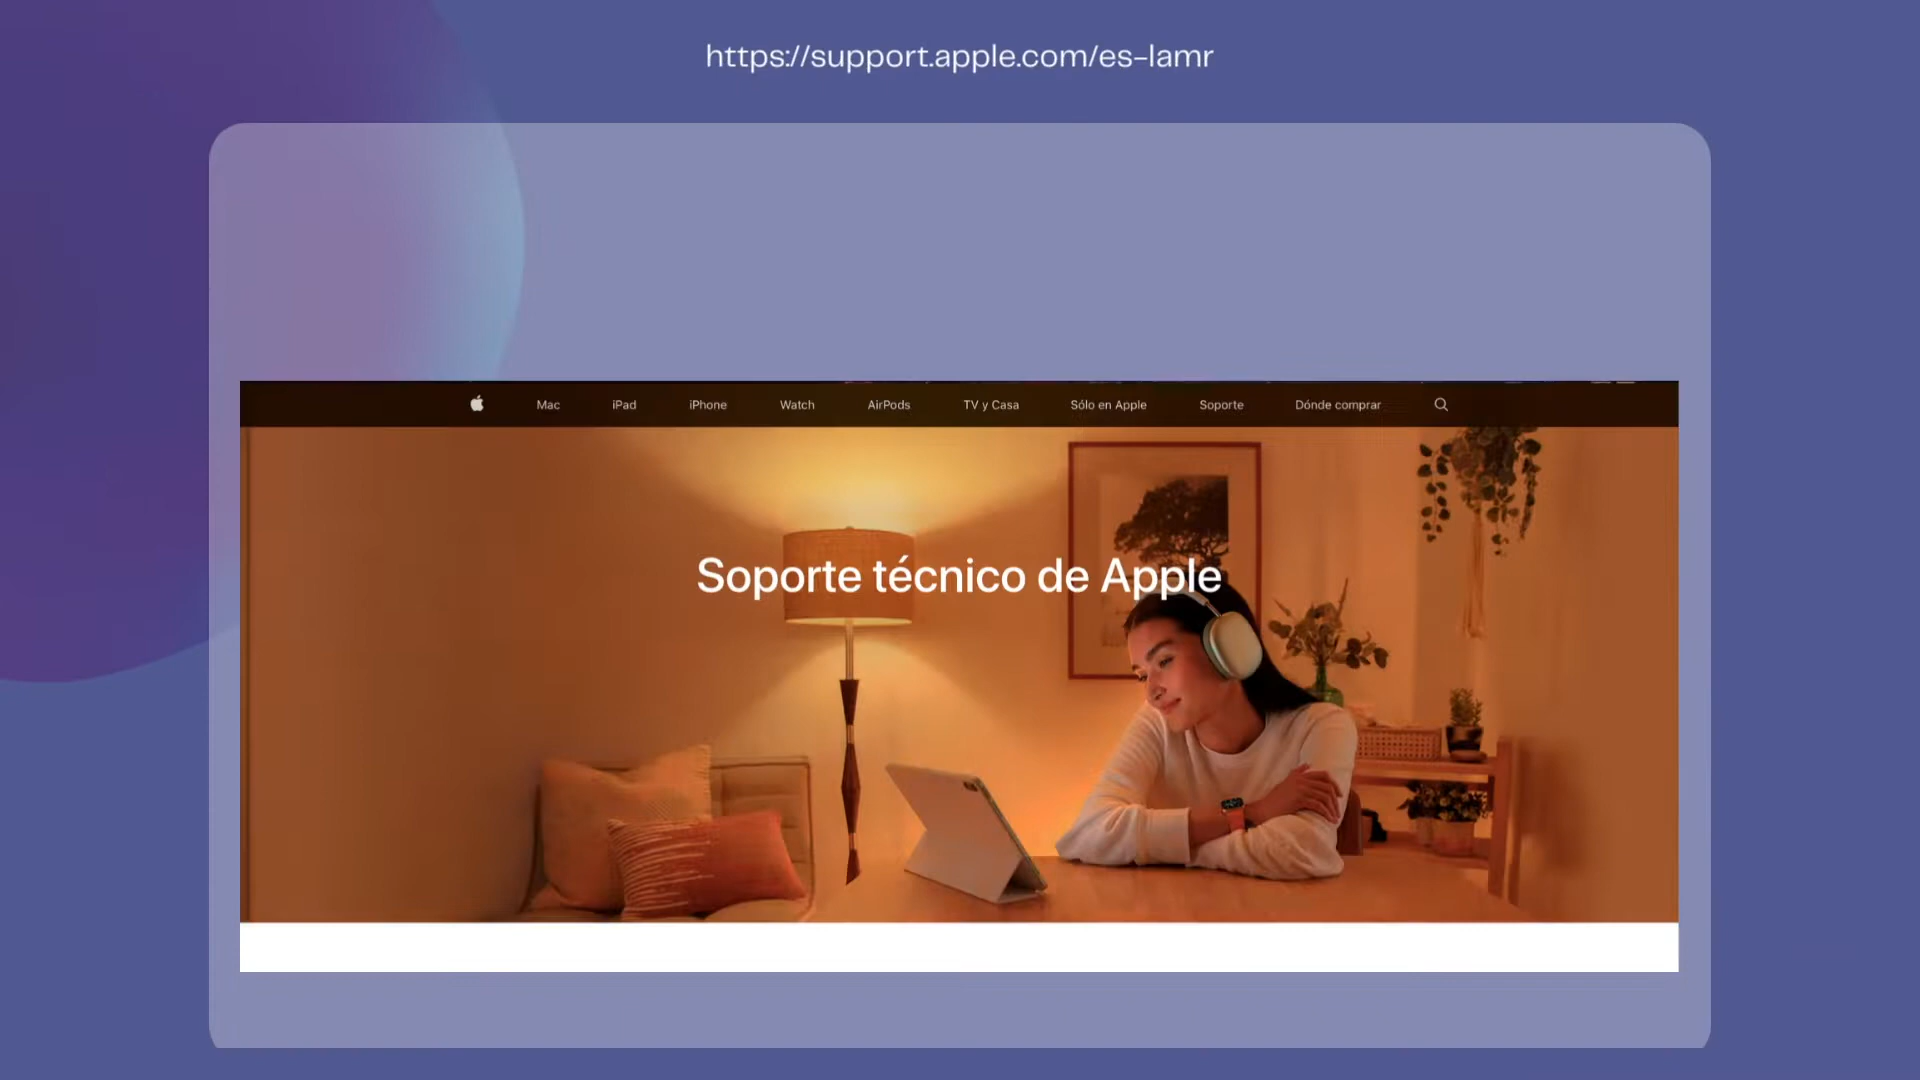 https://support.apple.com/es-lamr
Mac iPad iPhone Watch AirPods TV y Casa Sólo en Apple Soporte Dónde comprar
Soporte técnico de Apple